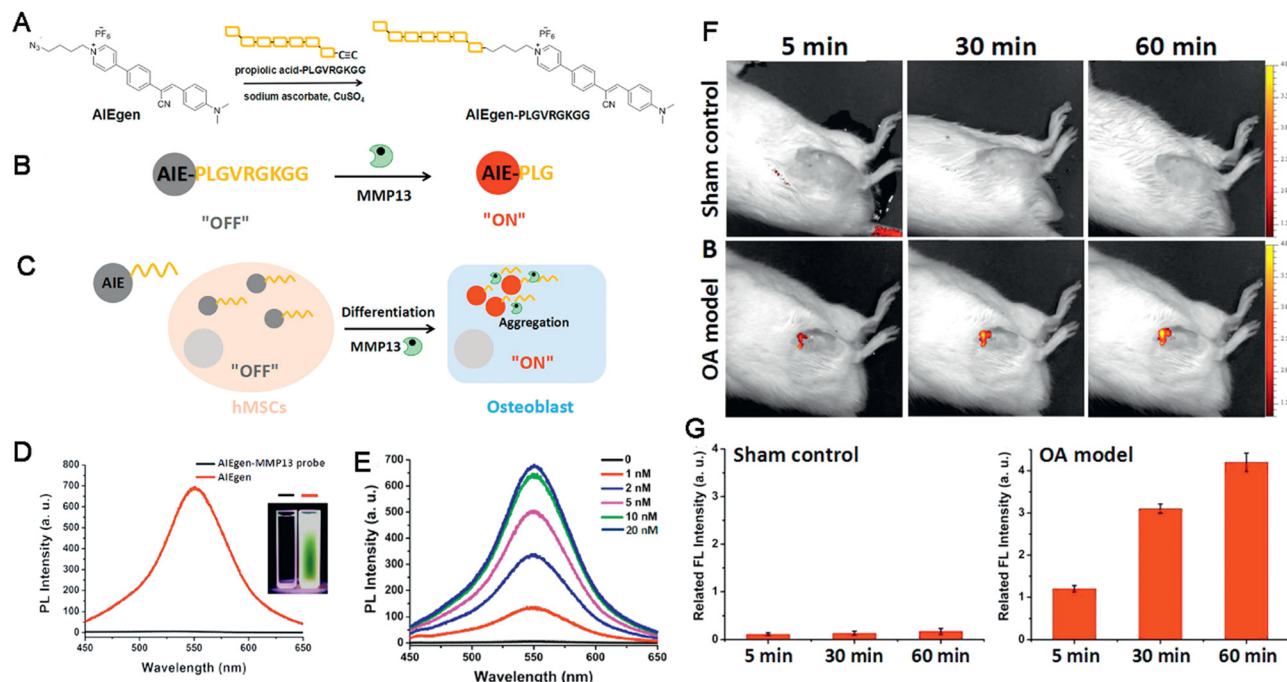 A
PF₆
N₃
N⁺
N
CN
AIEgen
C≡C
propiolic acid-PLGVRGKGG
sodium ascorbate, CuSO₄
PF₆
N⁺
N
CN
AIEgen-PLGVRGKGG
B
AIE-PLGVRGKGG
"OFF"
MMP13
AIE-PLG
"ON"
C
AIE
"OFF"
hMSCs
Differentiation
MMP13
Aggregation
"ON"
Osteoblast
D
PL Intensity (a. u.)
800
700
600
500
400
300
200
100
0
450
500
550
600
650
Wavelength (nm)
AIEgen-MMP13 probe
AIEgen
E
PL Intensity (a. u.)
700
600
500
400
300
200
100
0
450
500
550
600
650
Wavelength (nm)
0
1 nM
2 nM
5 nM
10 nM
20 nM
F
5 min
30 min
60 min
Sham control
B
OA model
G
Sham control
Related FL Intensity (a. u.)
4
3
2
1
0
5 min
30 min
60 min
OA model
Related FL Intensity (a. u.)
4
3
2
1
0
5 min
30 min
60 min